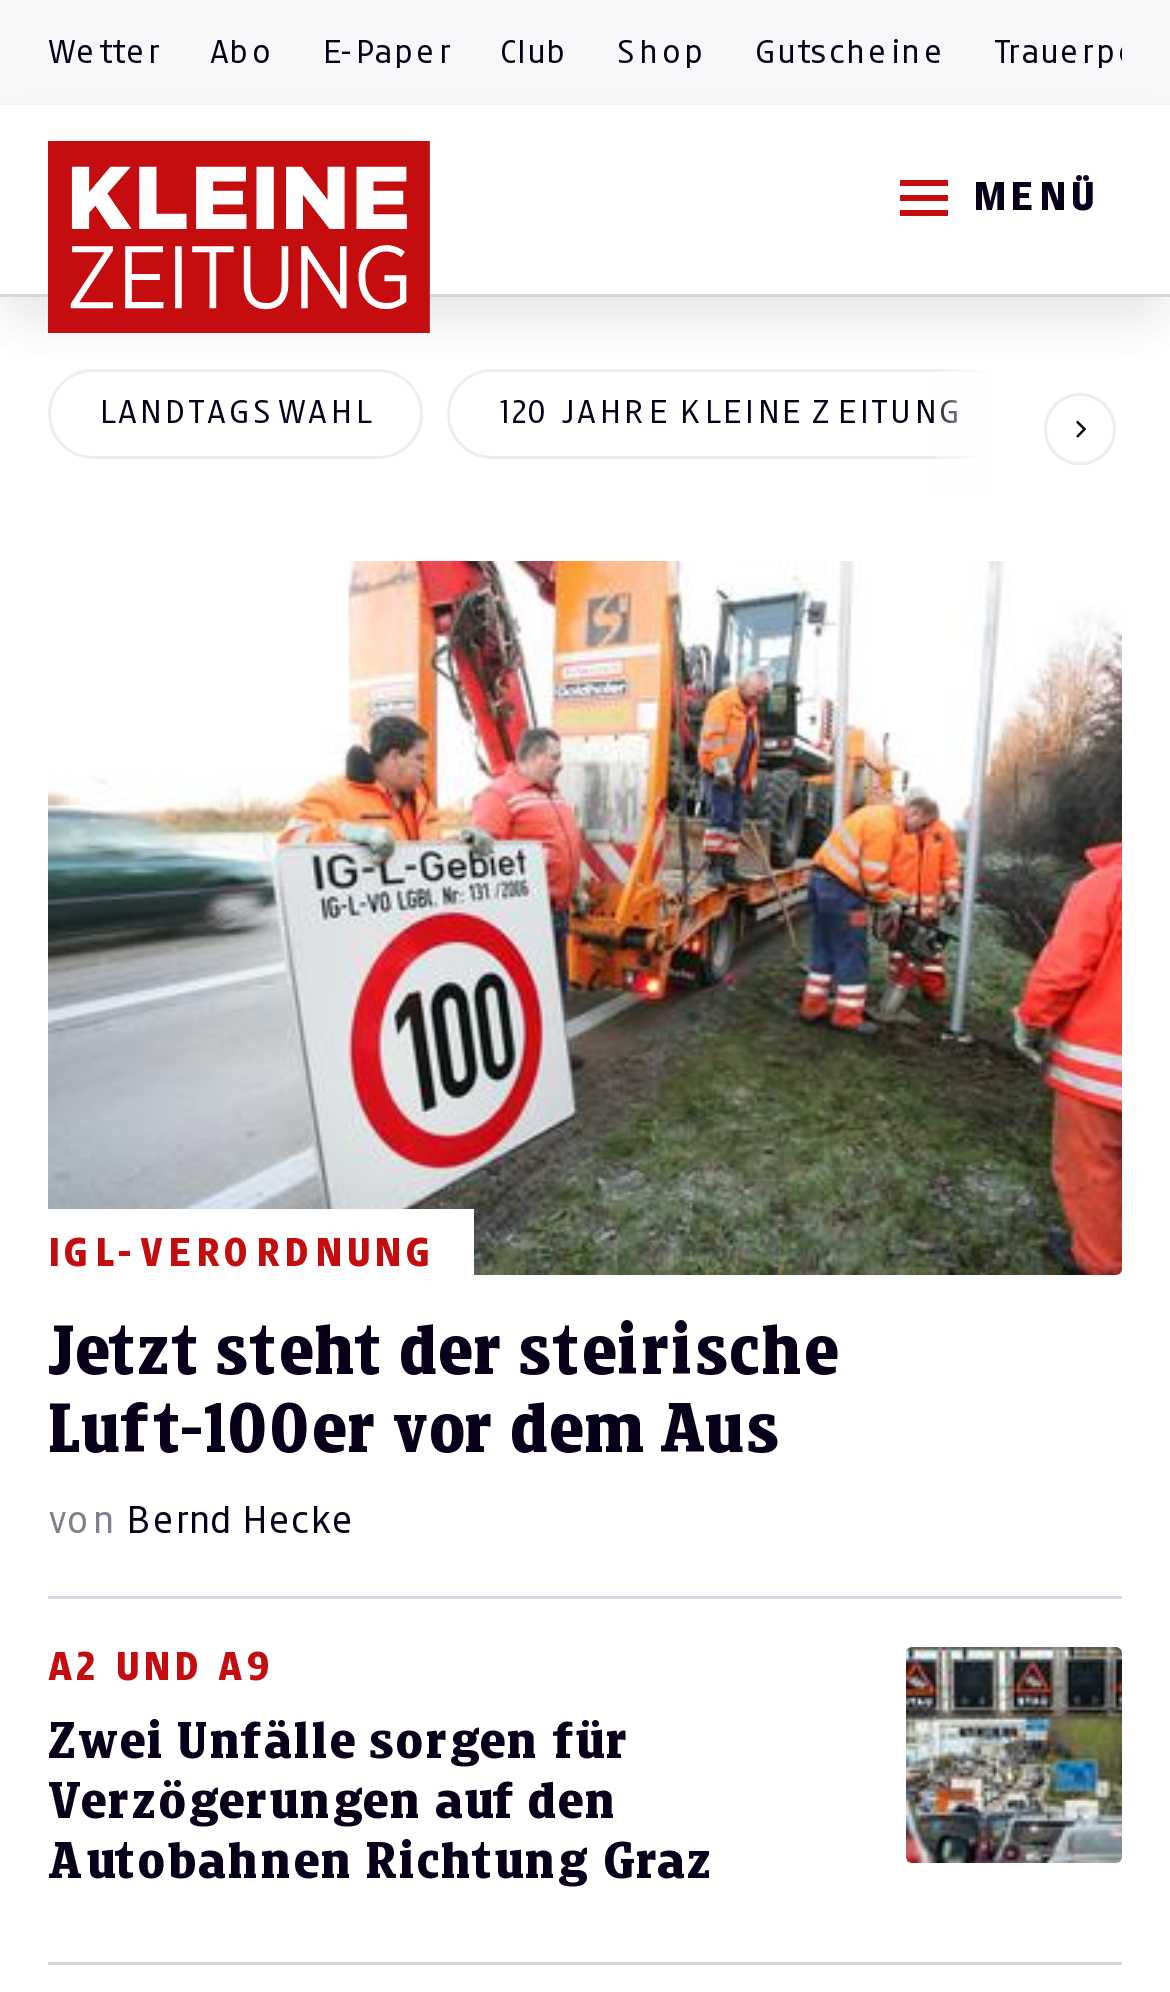 Wetter Abo E-Paper Club Shop Gutscheine
KLEINE
ZEITUNG
MENÜ
LANDTAGSWAHL 120 JAHRE KLEINE ZEITUNG
IG-L-Gebiet
IG-L-VO LGBl. Nr: 131/2006
100
IGL-VERORDNUNG
Jetzt steht der steirische
Luft-100er vor dem Aus
von Bernd Hecke
A2 UND A9
Zwei Unfälle sorgen für
Verzögerungen auf den
Autobahnen Richtung Graz